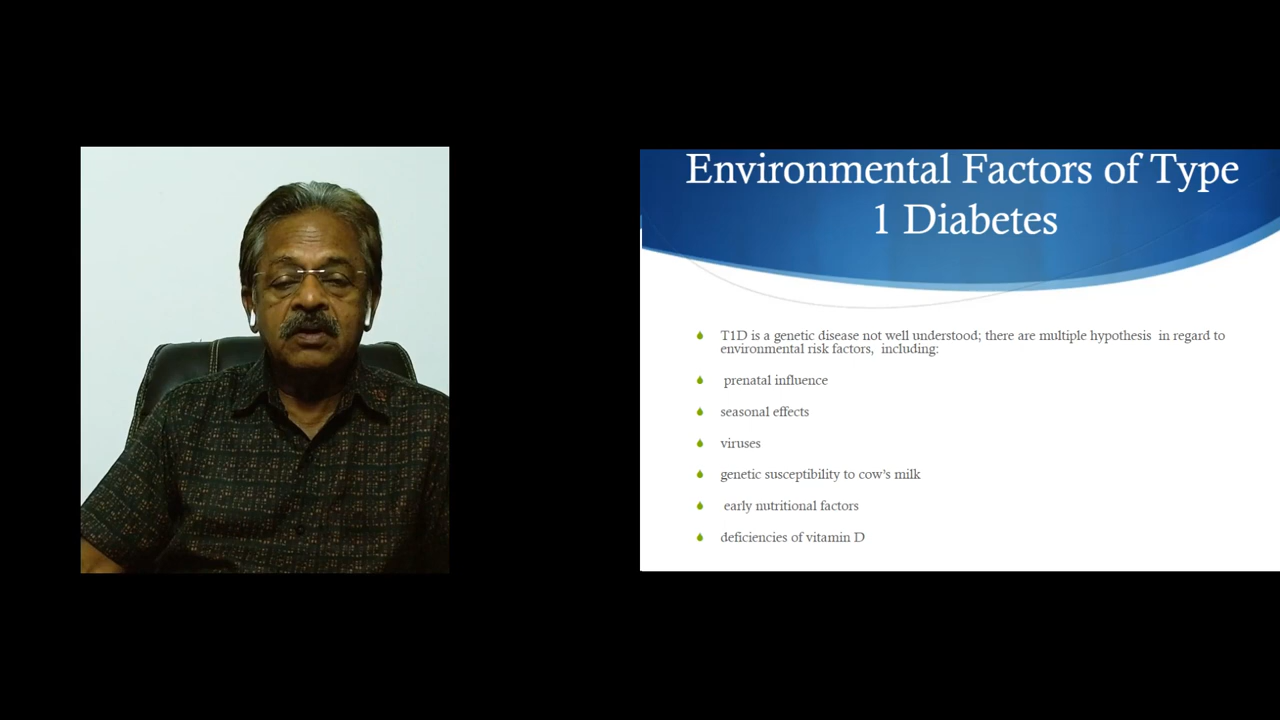 Environmental Factors of Type
1 Diabetes
T1D is a genetic disease not well understood; there are multiple hypothesis in regard to
environmental risk factors, including:
prenatal influence
seasonal effects
viruses
genetic susceptibility to cow's milk
early nutritional factors
deficiencies of vitamin D